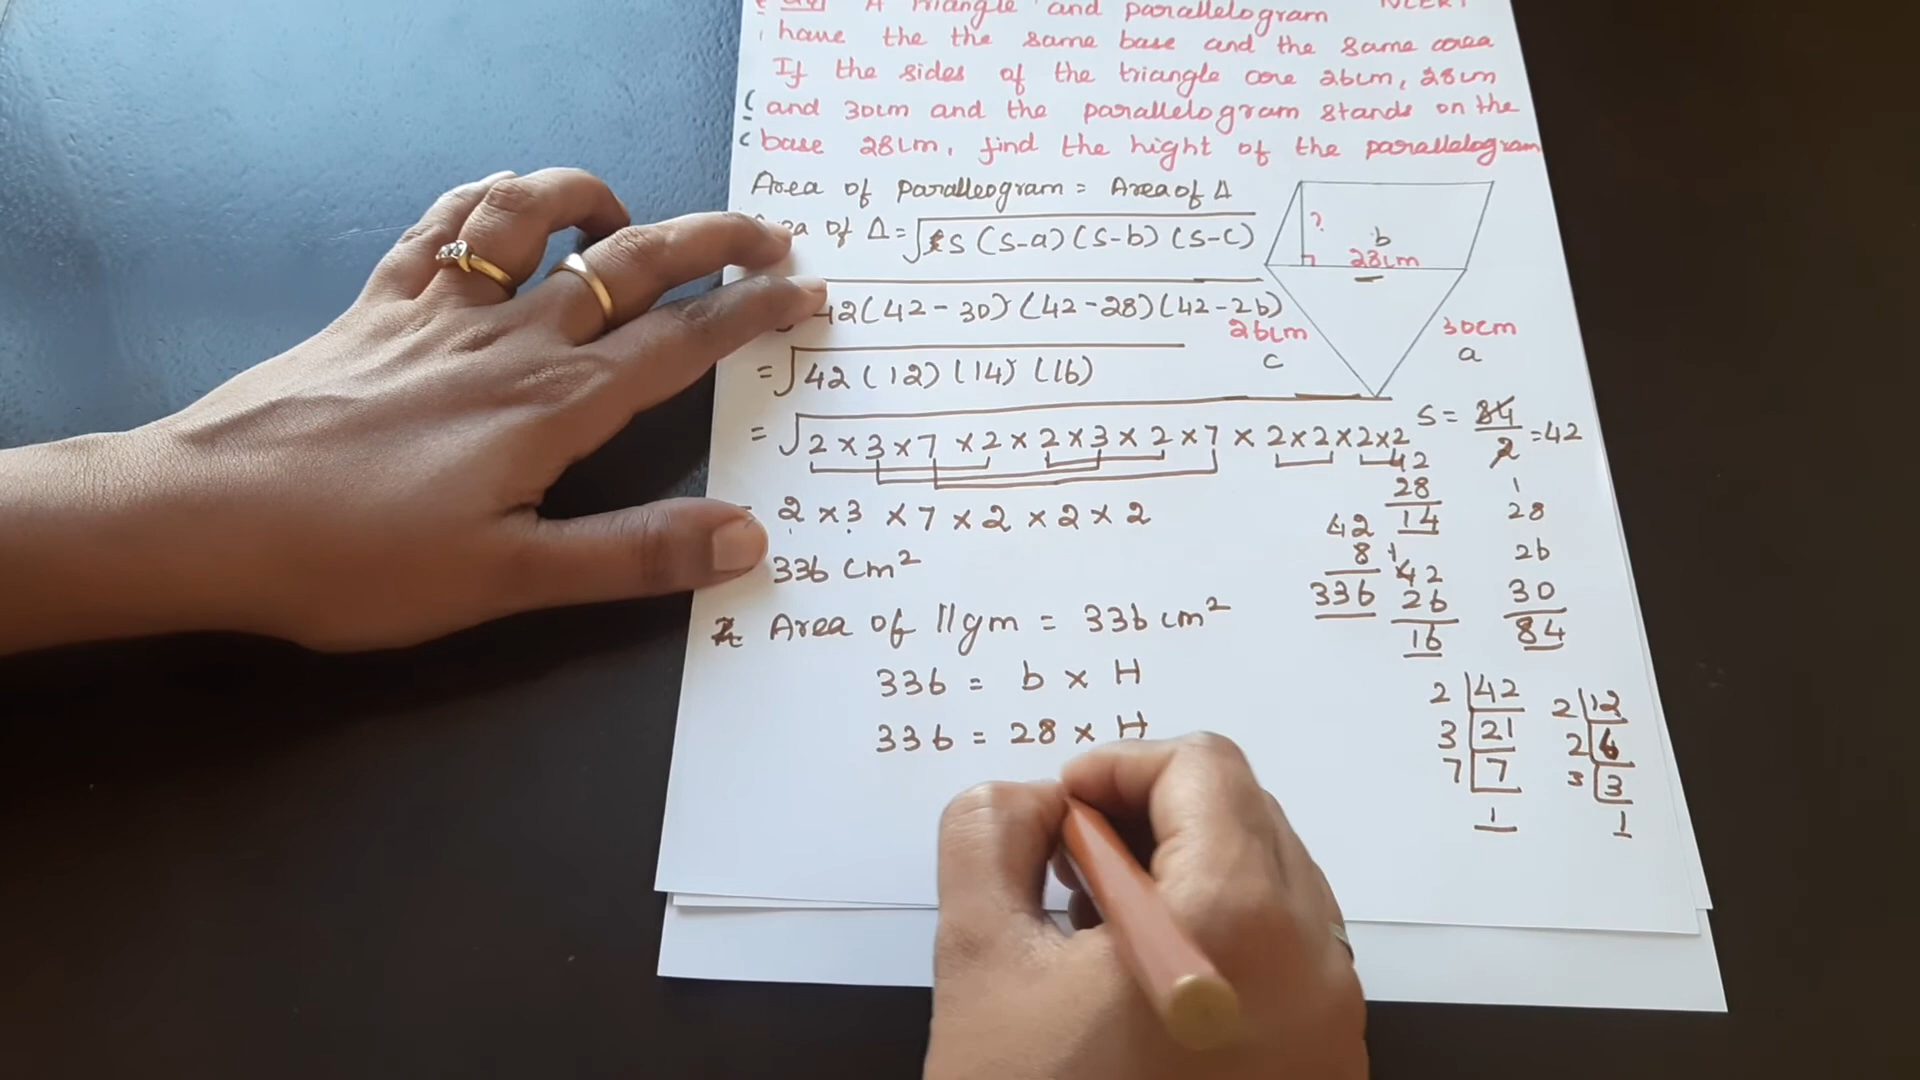 A Triangle and parallelogram NCERT
have the the same base and the same area
If the sides of the triangle are 26cm, 28cm
and 30cm and the parallelogram stands on the
base 28cm, find the hight of the parallelogram
Area of paralleogram = Area of Δ
of Δ = √s (s-a) (s-b) (s-c)
42(42-30) (42-28) (42-26)
= √42 (12) (14) (16)
= √2×3×7×2×2×3×2×7×2×2×2×2
2×3×7×2×2×2
336 cm²
Area of ||gm = 336 cm²
336 = b × H
336 = 28 × H
?
b
28cm
26cm
c
30cm
a
S = 84/2 = 42
1
42
28
14
42
8
336
42
26
16
28
26
30
84
2 42
3 21
7 7
1
2 12
2 6
3 3
1